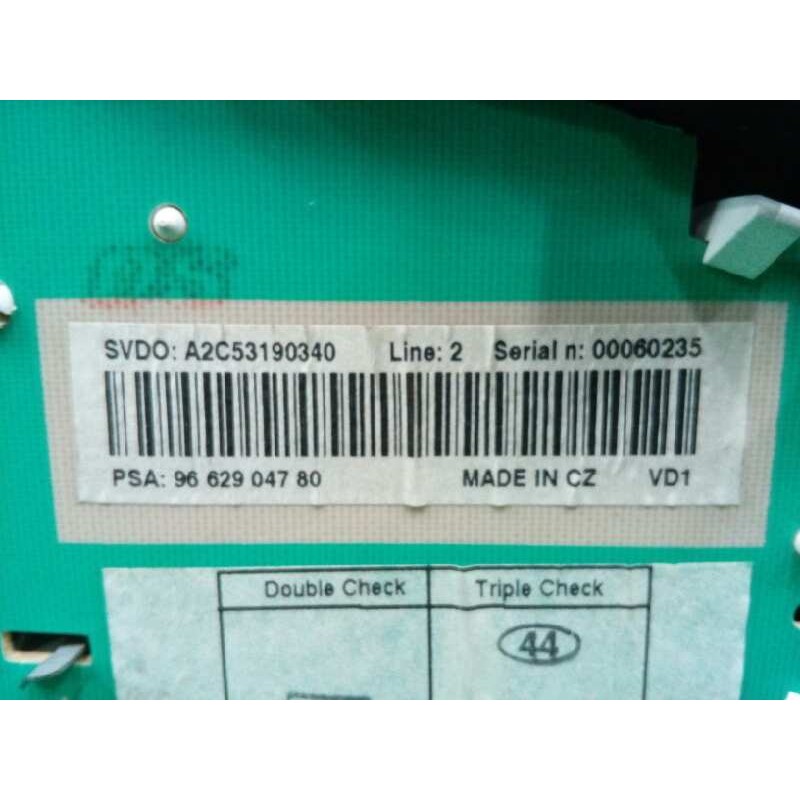 SVDO: A2C53190340 Line: 2 Serial n: 00060235
PSA: 96 629 047 80 MADE IN CZ VD1
Double Check Triple Check
44